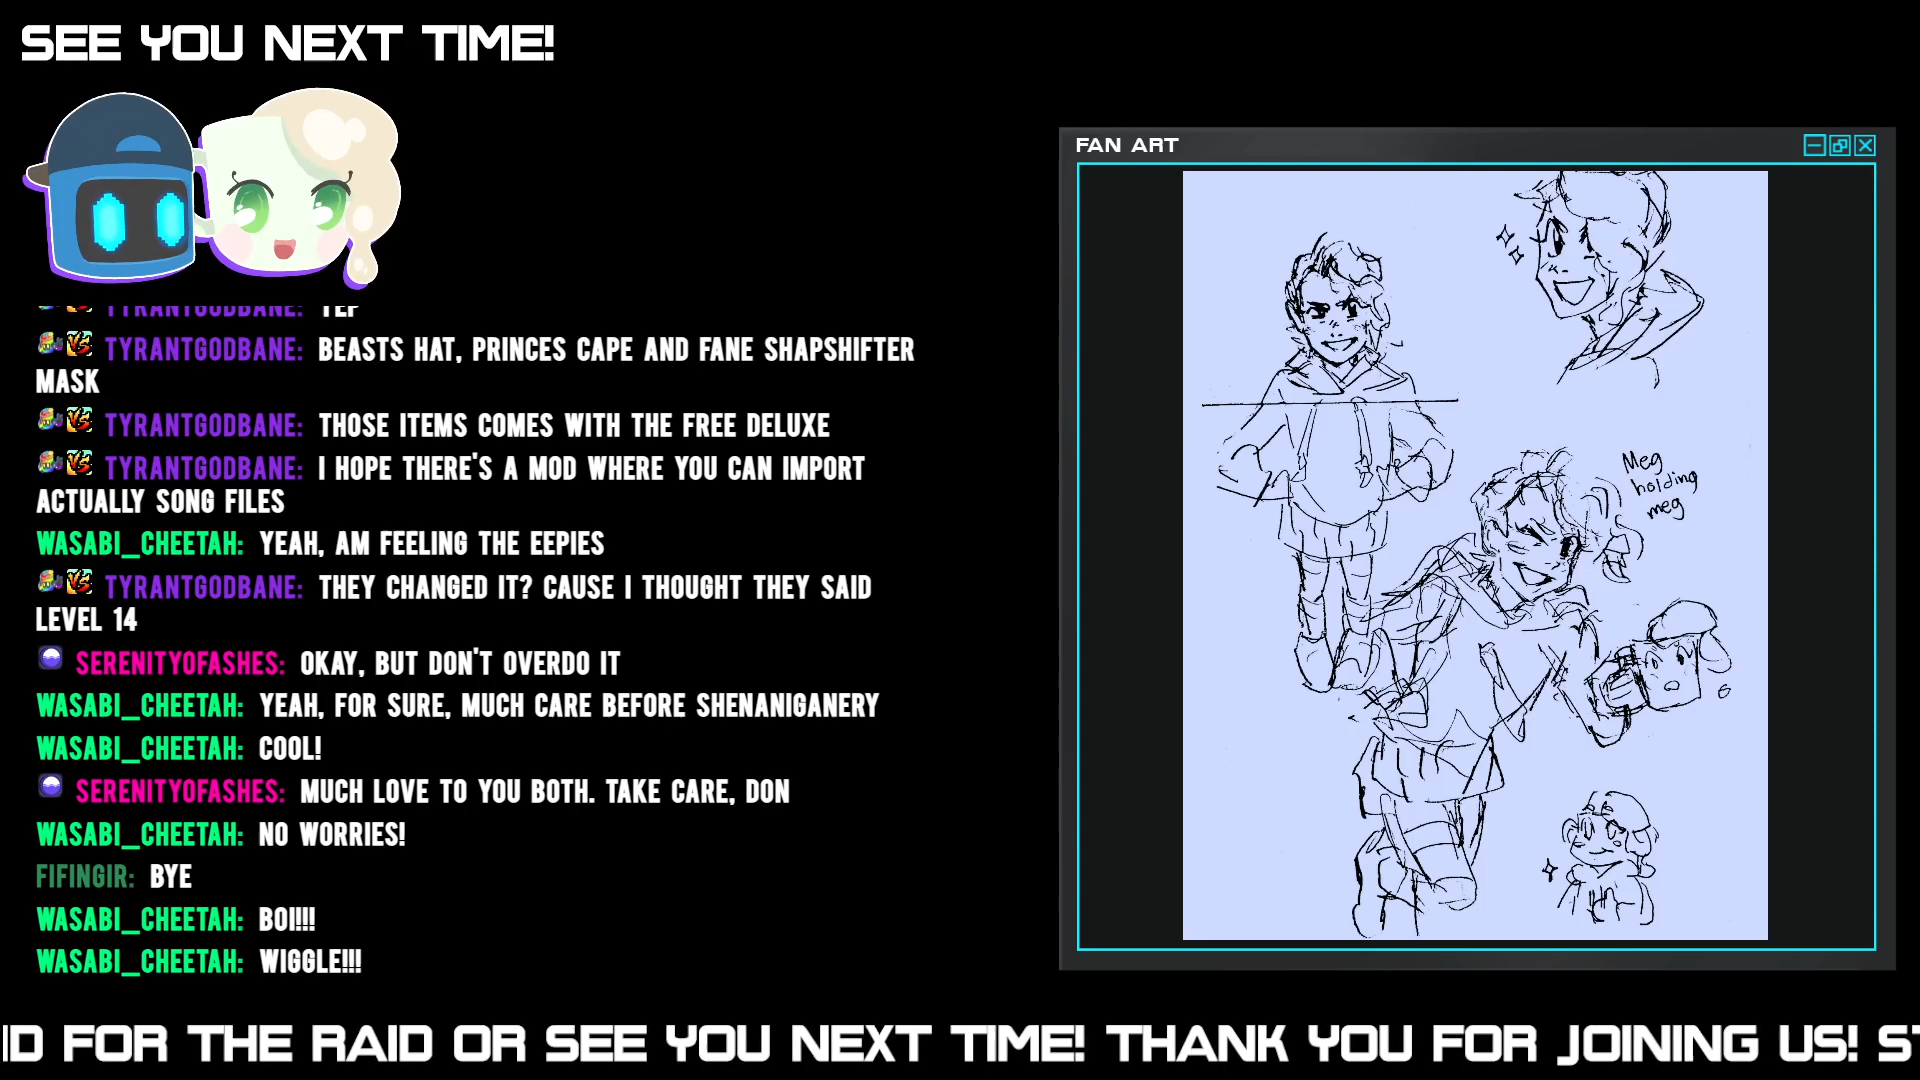 SEE YOU NEXT TIME!
TYRANTGODBANE: YEP
TYRANTGODBANE: BEASTS HAT, PRINCES CAPE AND FANE SHAPSHIFTER
MASK
TYRANTGODBANE: THOSE ITEMS COMES WITH THE FREE DELUXE
TYRANTGODBANE: I HOPE THERE'S A MOD WHERE YOU CAN IMPORT
ACTUALLY SONG FILES
WASABI_CHEETAH: YEAH, AM FEELING THE EEPIES
TYRANTGODBANE: THEY CHANGED IT? CAUSE I THOUGHT THEY SAID
LEVEL 14
SERENITYOFASHES: OKAY, BUT DON'T OVERDO IT
WASABI_CHEETAH: YEAH, FOR SURE, MUCH CARE BEFORE SHENANIGANERY
WASABI_CHEETAH: COOL!
SERENITYOFASHES: MUCH LOVE TO YOU BOTH. TAKE CARE, DON
WASABI_CHEETAH: NO WORRIES!
FIFINGIR: BYE
WASABI_CHEETAH: BOI!!!
WASABI_CHEETAH: WIGGLE!!!
FAN ART
Meg
holding
meg
FOR THE RAID OR SEE YOU NEXT TIME! THANK YOU FOR JOINING US!